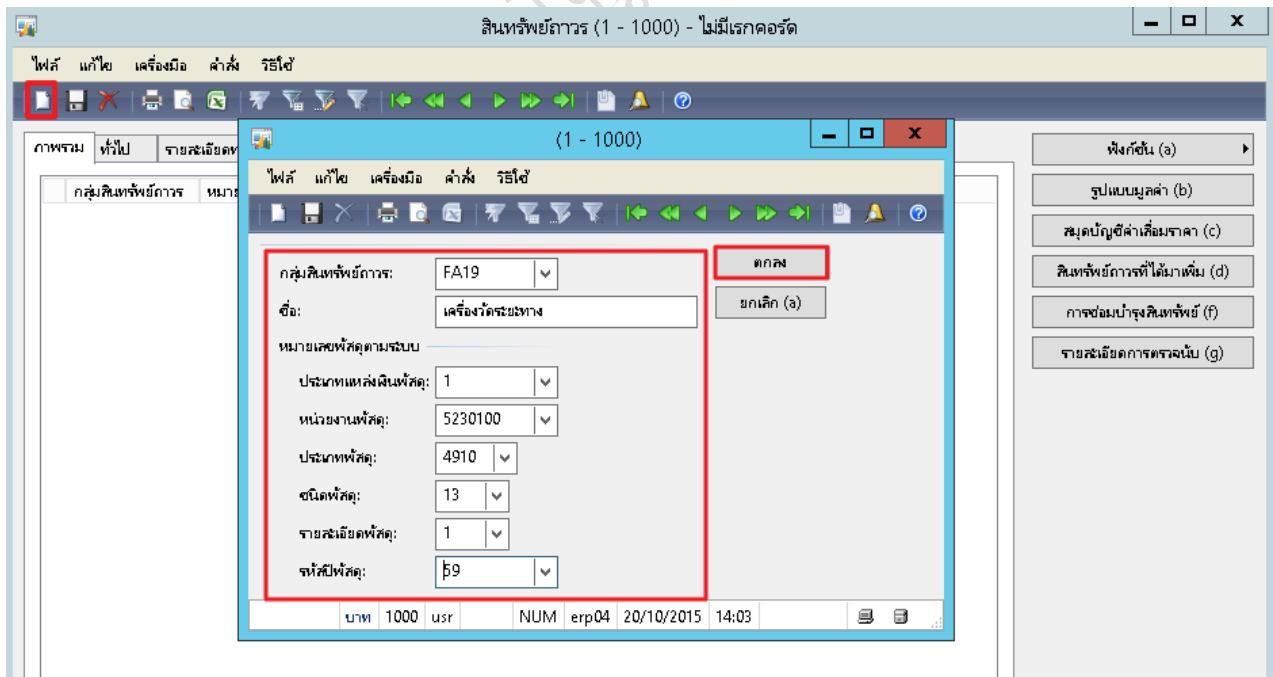 สินทรัพย์ถาวร (1 - 1000) - ไม่มีเรกคอร์ด
ไฟล์ แก้ไข เครื่องมือ คำสั่ง วิธีใช้
ภาพรวม ทั่วไป รายละเอียดท
กลุ่มสินทรัพย์ถาวร หมาย
(1 - 1000)
ไฟล์ แก้ไข เครื่องมือ คำสั่ง วิธีใช้
กลุ่มสินทรัพย์ถาวร: FA19
ชื่อ: เครื่องวัดระยะทาง
หมายเลขพัสดุตามระบบ
ประเภทแหล่งเงินพัสดุ: 1
หน่วยงานพัสดุ: 5230100
ประเภทพัสดุ: 4910
ชนิดพัสดุ: 13
รายละเอียดพัสดุ: 1
รหัสปีพัสดุ: 59
ตกลง
ยกเลิก (a)
บาท 1000 usr NUM erp04 20/10/2015 14:03
ฟังก์ชัน (a)
รูปแบบมูลค่า (b)
สมุดบัญชีค่าเสื่อมราคา (c)
สินทรัพย์ถาวรที่ได้มาเพิ่ม (d)
การซ่อมบำรุงสินทรัพย์ (f)
รายละเอียดการตรวจนับ (g)